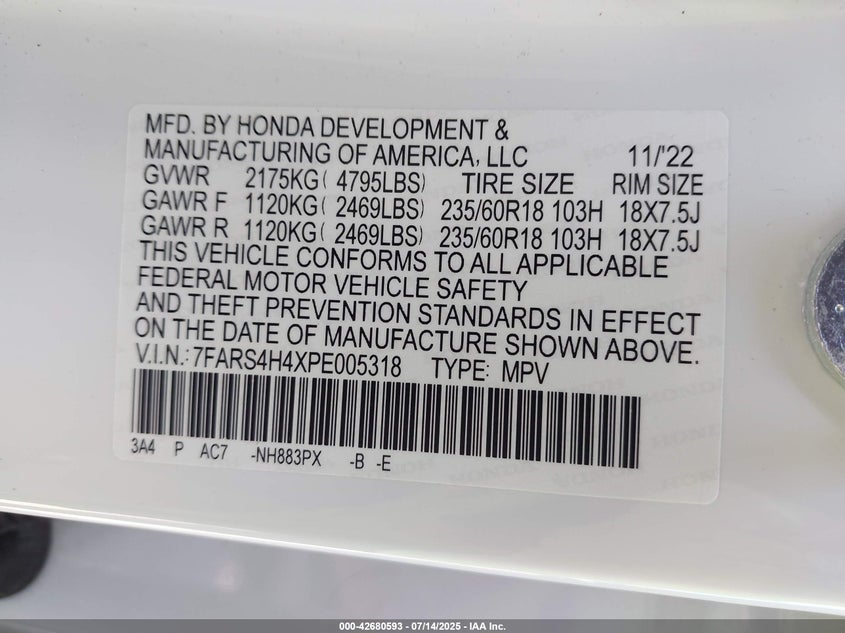 MFD. BY HONDA DEVELOPMENT &
MANUFACTURING OF AMERICA, LLC 11/'22
GVWR 2175KG( 4795LBS) TIRE SIZE RIM SIZE
GAWR F 1120KG( 2469LBS) 235/60R18 103H 18X7.5J
GAWR R 1120KG( 2469LBS) 235/60R18 103H 18X7.5J
THIS VEHICLE CONFORMS TO ALL APPLICABLE
FEDERAL MOTOR VEHICLE SAFETY
AND THEFT PREVENTION STANDARDS IN EFFECT
ON THE DATE OF MANUFACTURE SHOWN ABOVE.
V.I.N.:7FARS4H4XPE005318 TYPE: MPV
3A4 P AC7 -NH883PX -B -E
000-42680593 - 07/14/2025 - IAA Inc.